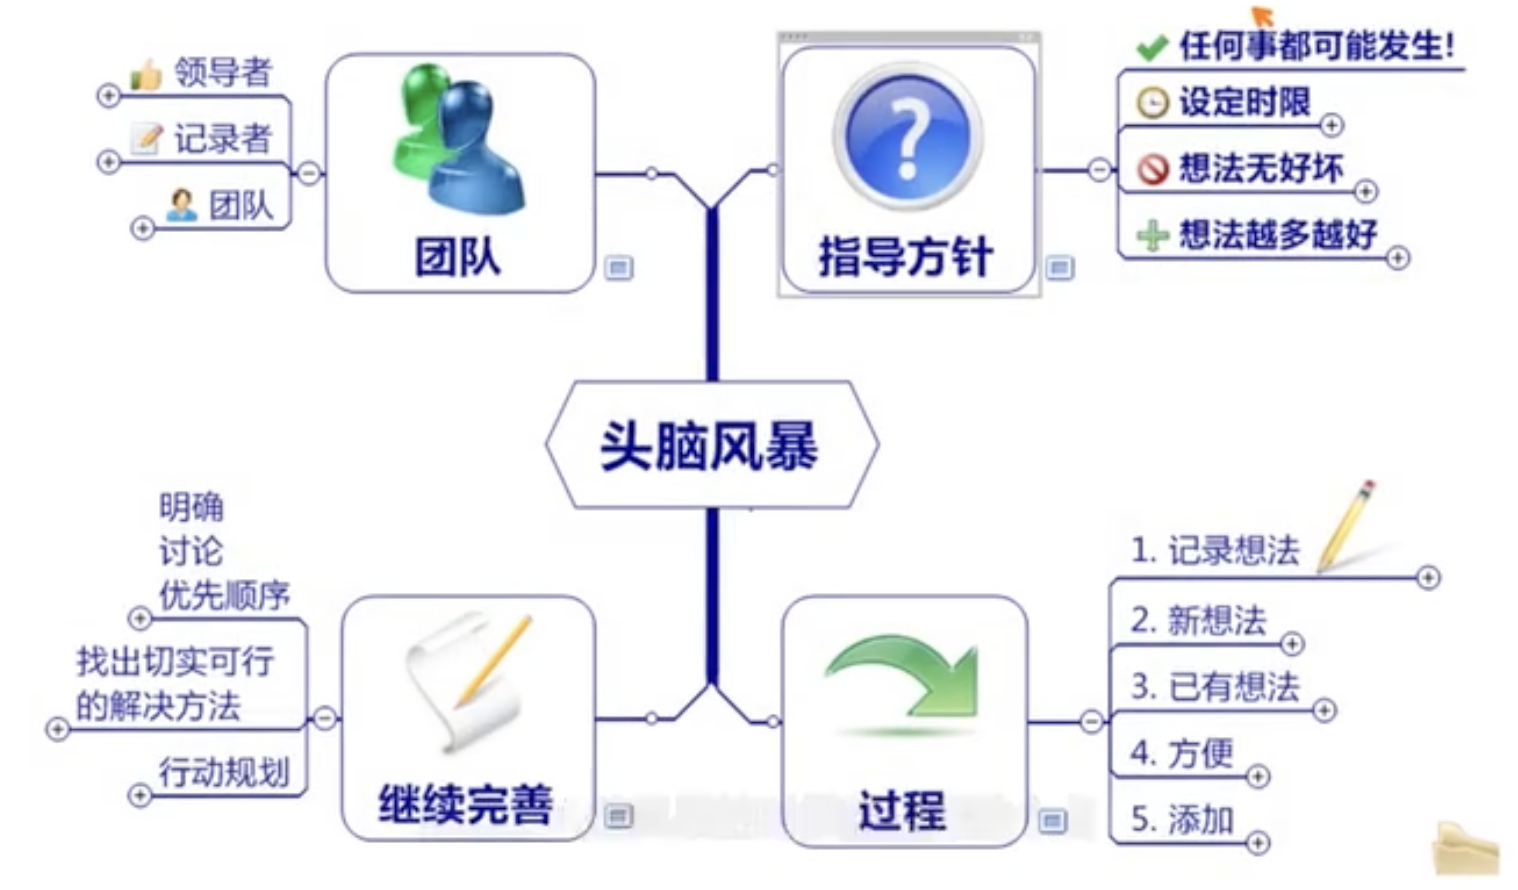 领导者
记录者
团队
团队
指导方针
任何事都可能发生!
设定时限
想法无好坏
想法越多越好
头脑风暴
明确
讨论
优先顺序
找出切实可行
的解决方法
行动规划
继续完善
过程
1. 记录想法
2. 新想法
3. 已有想法
4. 方便
5. 添加